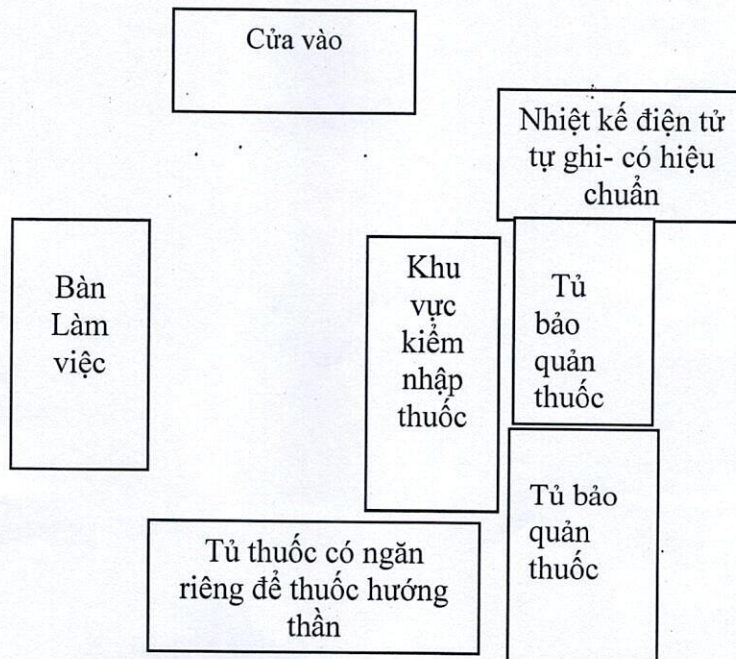 Cửa vào
Nhiệt kế điện tử
tự ghi- có hiệu
chuẩn
Bàn
Làm
việc
Khu
vực
kiểm
nhập
thuốc
Tủ
bảo
quản
thuốc
Tủ bảo
quản
thuốc
Tủ thuốc có ngăn
riêng để thuốc hướng
thần